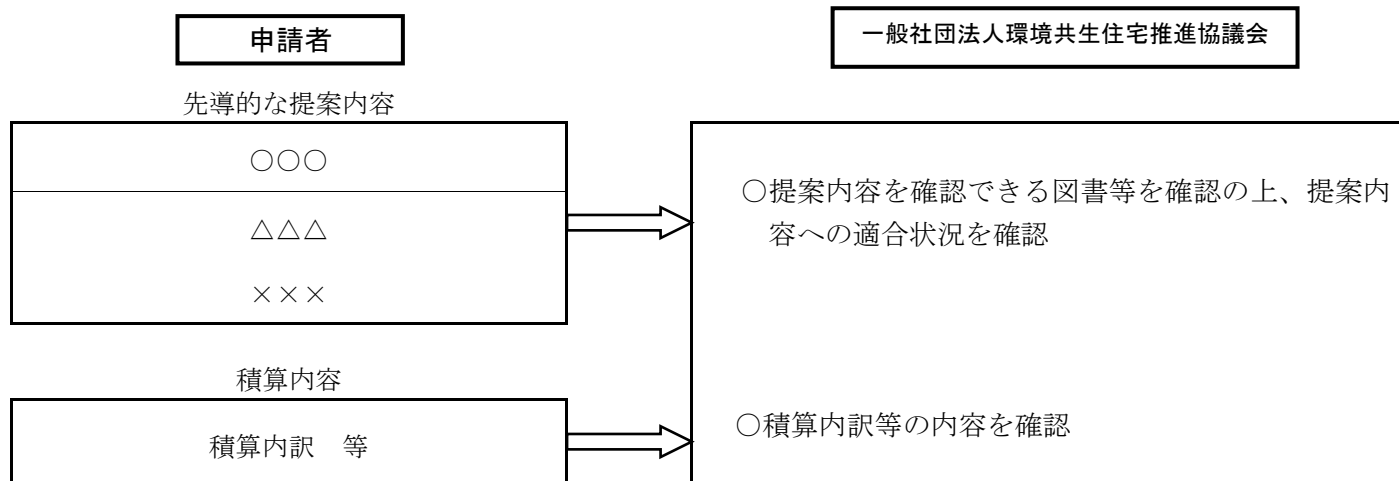 申請者
一般社団法人環境共生住宅推進協議会
先導的な提案内容
○○○
△△△
×××
○提案内容を確認できる図書等を確認の上、提案内
容への適合状況を確認
積算内容
積算内訳　等
○積算内訳等の内容を確認